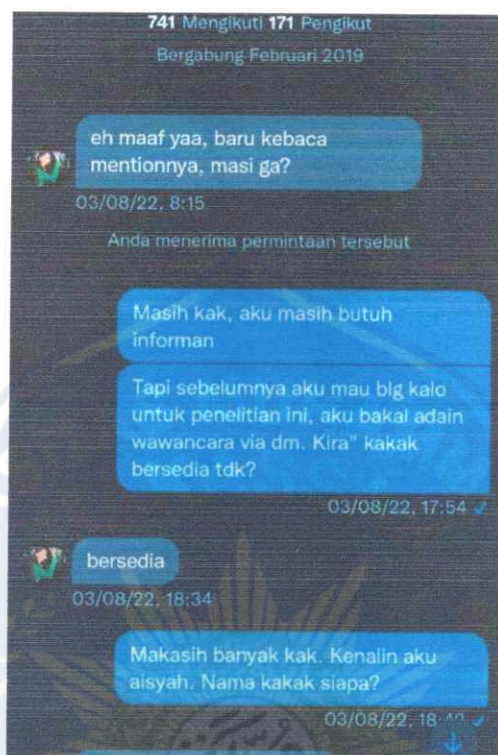 741 Mengikuti 171 Pengikut
Bergabung Februari 2019
eh maaf yaa, baru kebaca
mentionnya, masi ga?
03/08/22, 8:15
Anda menerima permintaan tersebut
Masih kak, aku masih butuh
informan
Tapi sebelumnya aku mau blg kalo
untuk penelitian ini, aku bakal adain
wawancara via dm. Kira" kakak
bersedia tdk?
03/08/22, 17:54
bersedia
03/08/22, 18:34
Makasih banyak kak. Kenalin aku
aisyah. Nama kakak siapa?
03/08/22,